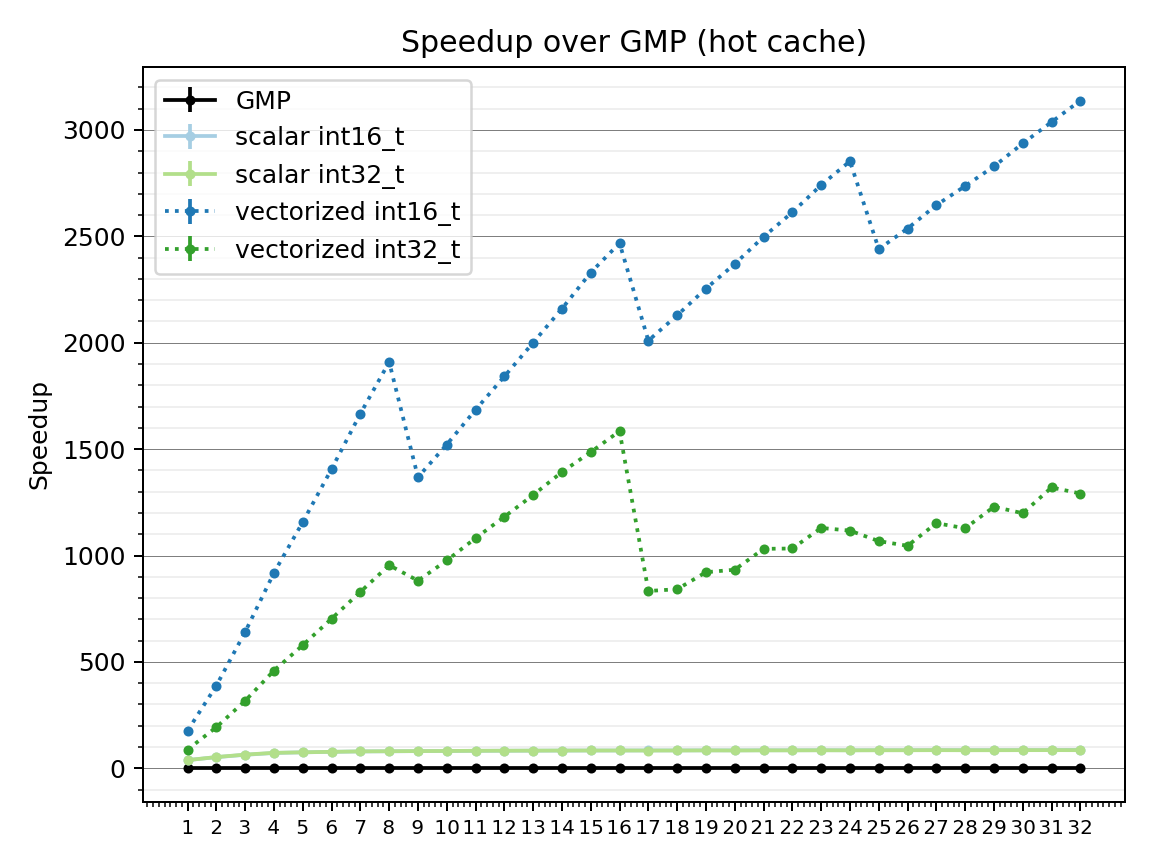 Speedup over GMP (hot cache)
GMP
scalar int16_t
scalar int32_t
vectorized int16_t
vectorized int32_t
Speedup
3000
2500
2000
1500
1000
500
0
1 2 3 4 5 6 7 8 9 10 11 12 13 14 15 16 17 18 19 20 21 22 23 24 25 26 27 28 29 30 31 32